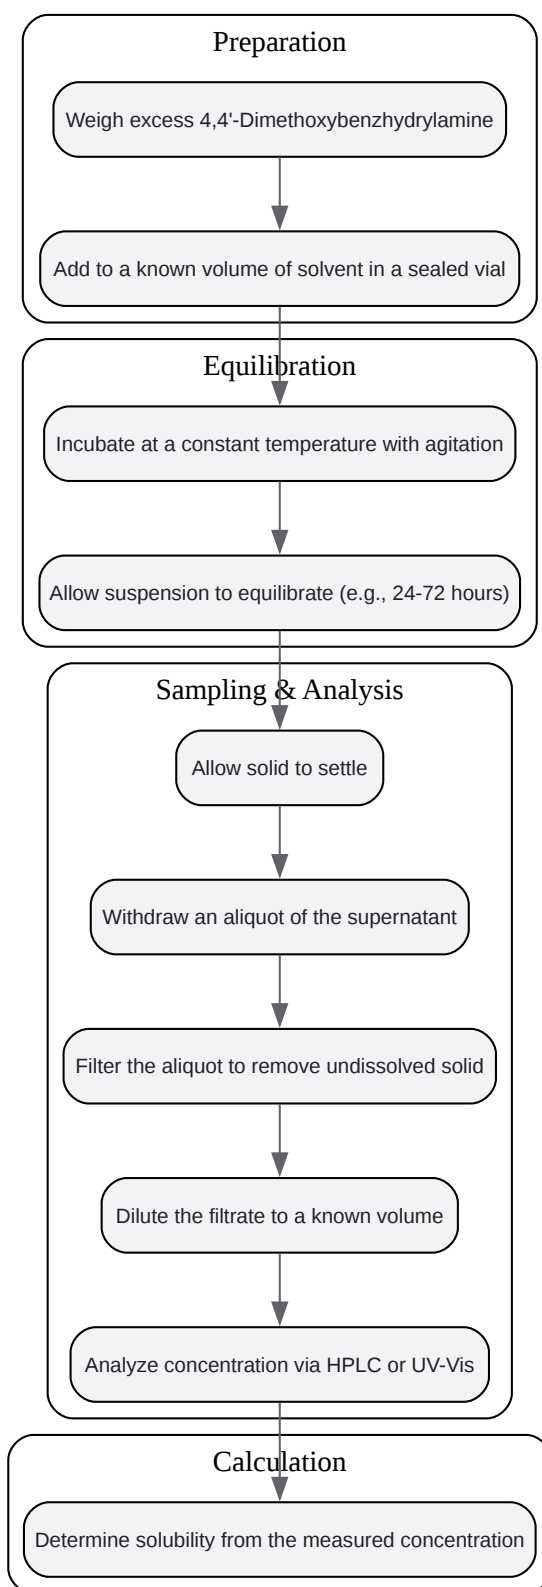 Preparation
Weigh excess 4,4'-Dimethoxybenzhydrylamine
Add to a known volume of solvent in a sealed vial
Equilibration
Incubate at a constant temperature with agitation
Allow suspension to equilibrate (e.g., 24-72 hours)
Sampling & Analysis
Allow solid to settle
Withdraw an aliquot of the supernatant
Filter the aliquot to remove undissolved solid
Dilute the filtrate to a known volume
Analyze concentration via HPLC or UV-Vis
Calculation
Determine solubility from the measured concentration